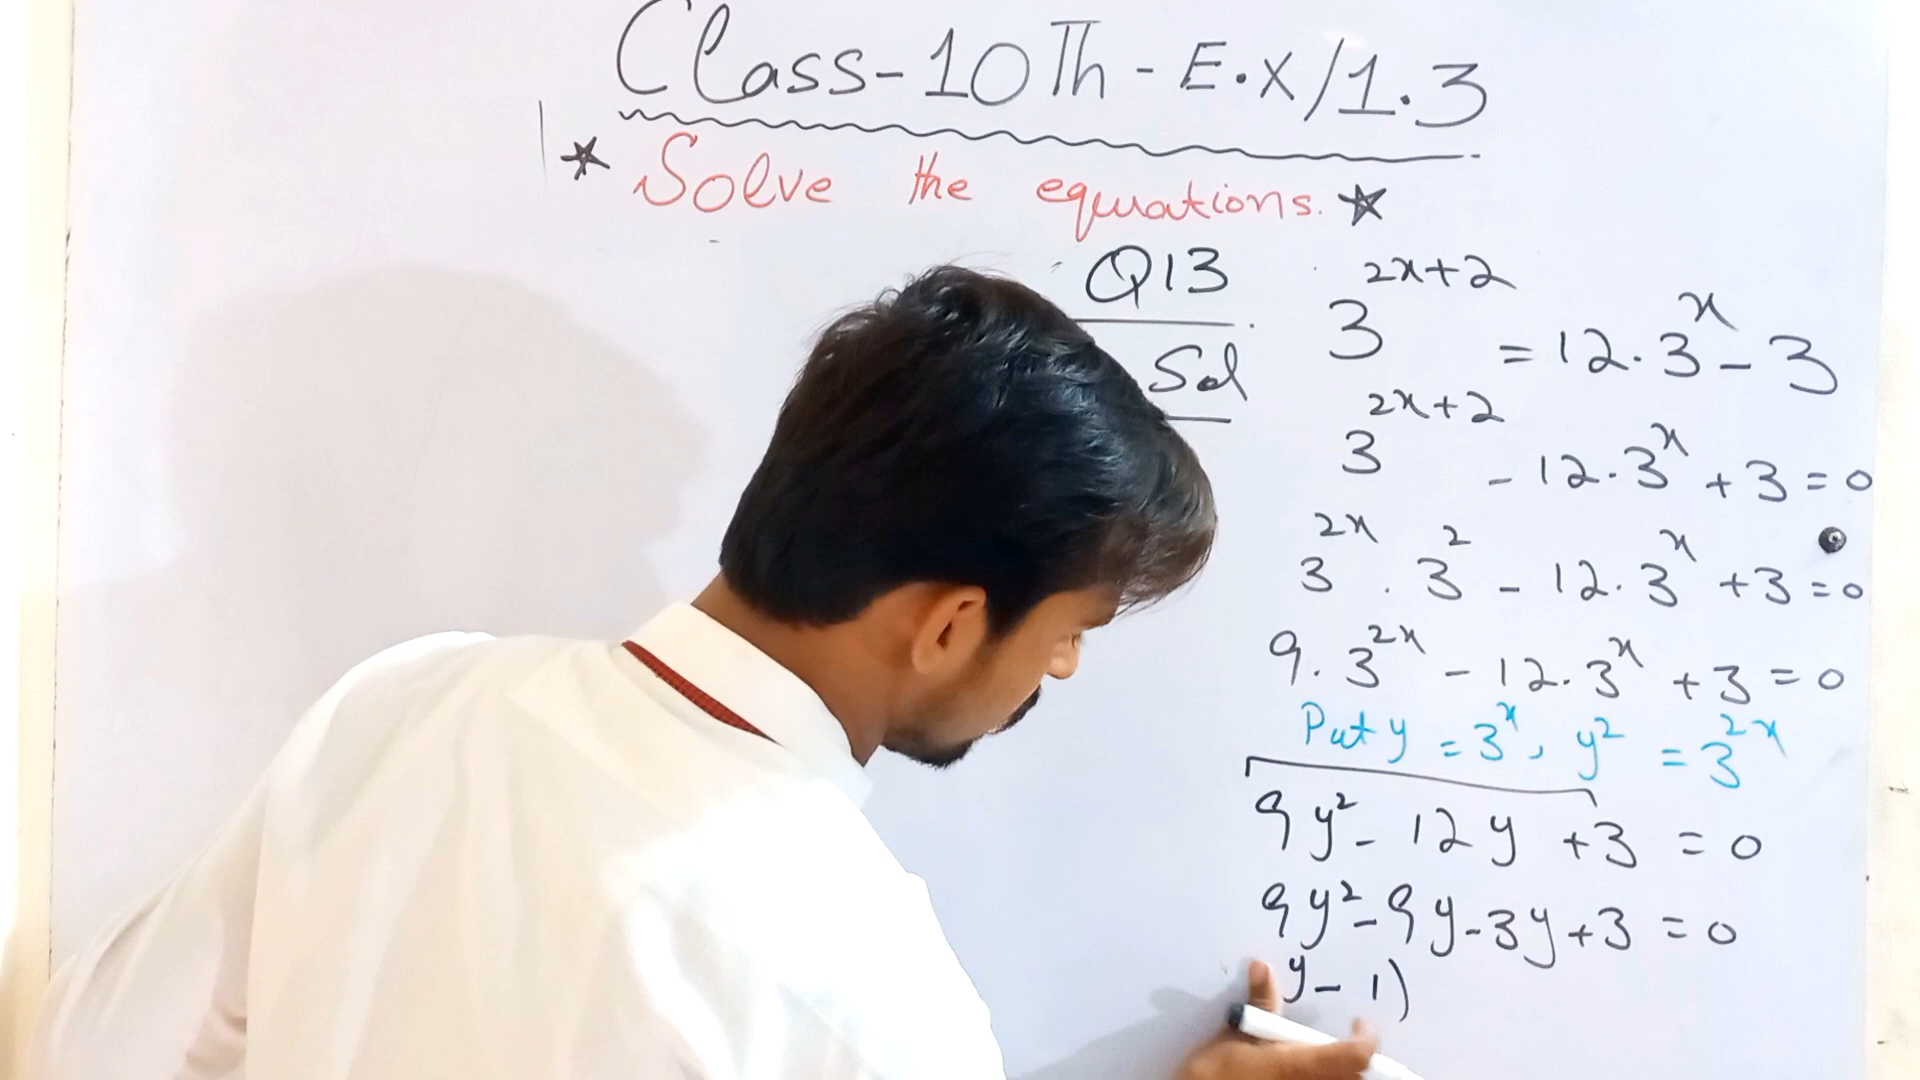 Class-10Th-E.X/1.3
Solve the equations.
Q13 3^{2x+2} = 12.3^x - 3
Sol 3^{2x+2} - 12.3^x + 3 = 0
3^{2x} . 3^2 - 12.3^x + 3 = 0
9.3^{2x} - 12.3^x + 3 = 0
Put y = 3^x, y^2 = 3^{2x}
9y^2 - 12y + 3 = 0
9y^2 - 9y - 3y + 3 = 0
y - 1)